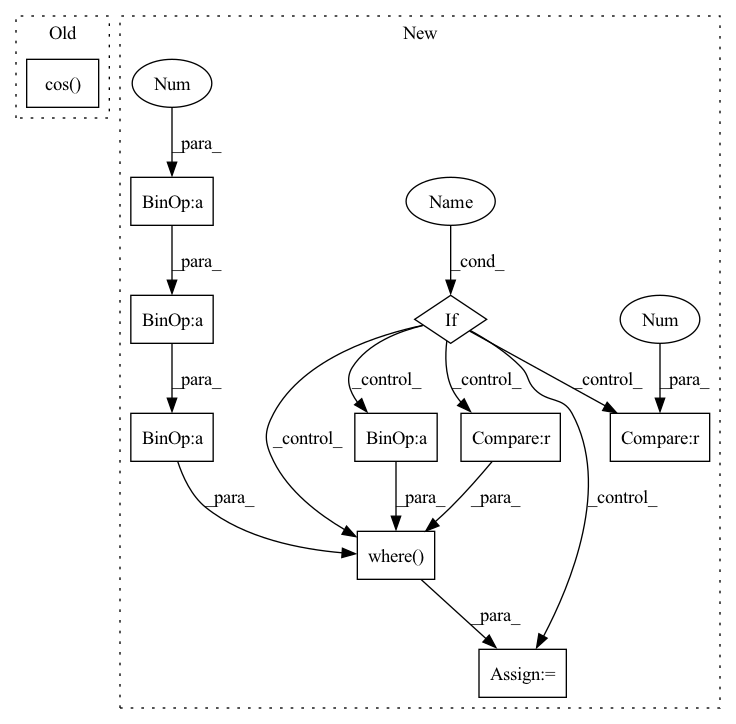 Old
New
cos()
Num
_para_
BinOp:a
Name
_para_
_cond_
BinOp:a
If
Num
_para_
_control_
_control_
_control_
_para_
BinOp:a
_control_
BinOp:a
Compare:r
Compare:r
_para_
_para_
_para_
_control_
where()
_para_
Assign:=